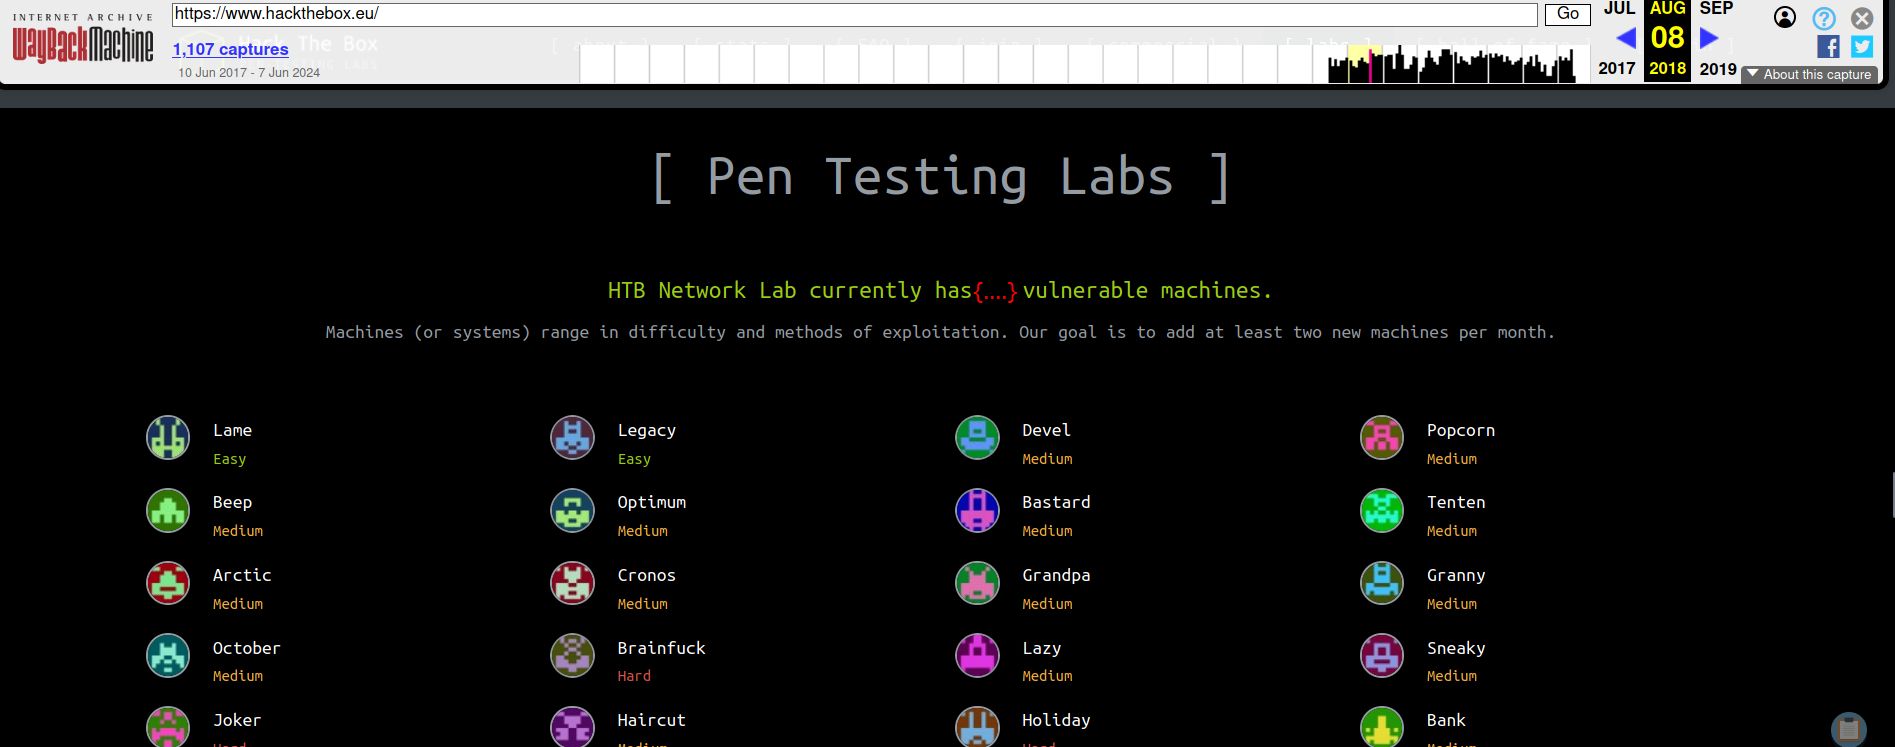 INTERNET ARCHIVE
WayBackMachine
https://www.hackthebox.eu/
Go
JUL AUG SEP
1,107 captures
08
10 Jun 2017 - 7 Jun 2024
2017 2018 2019
About this capture
Hack The Box
[ Pen Testing Labs ]
HTB Network Lab currently has{....}vulnerable machines.
Machines (or systems) range in difficulty and methods of exploitation. Our goal is to add at least two new machines per month.
Lame Legacy Devel Popcorn
Easy Easy Medium Medium
Beep Optimum Bastard Tenten
Medium Medium Medium Medium
Arctic Cronos Grandpa Granny
Medium Medium Medium Medium
October Brainfuck Lazy Sneaky
Medium Hard Medium Medium
Joker Haircut Holiday Bank